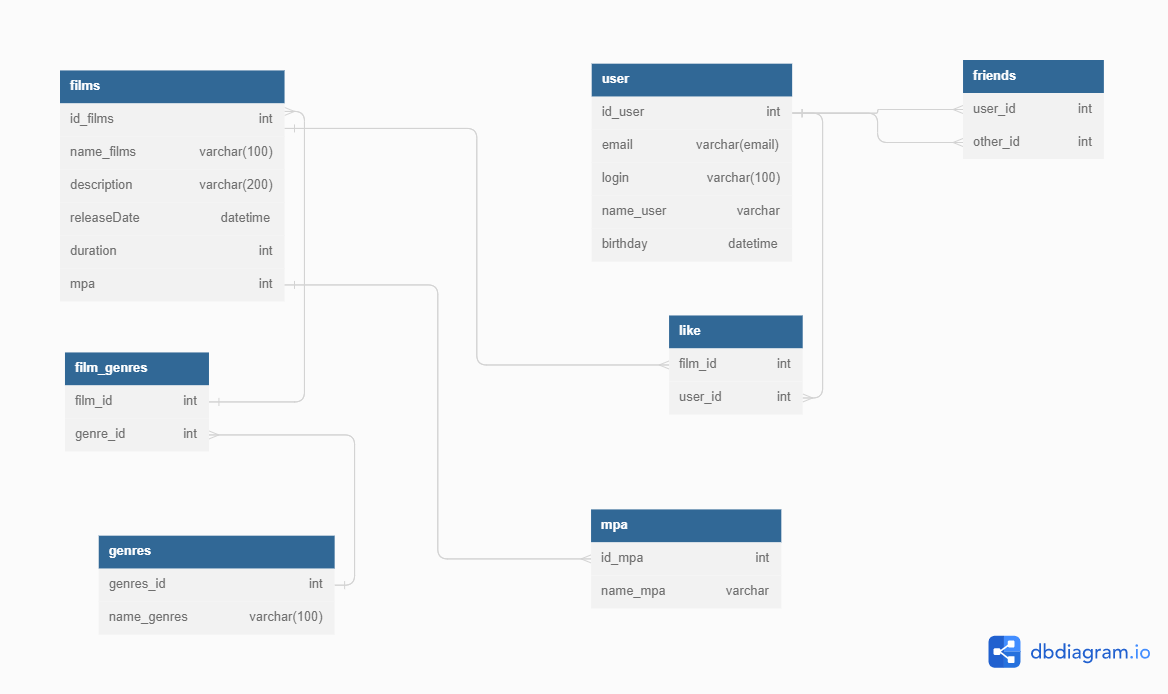 films
id_films int
name_films varchar(100)
description varchar(200)
releaseDate datetime
duration int
mpa int
user
id_user int
email varchar(email)
login varchar(100)
name_user varchar
birthday datetime
friends
user_id int
other_id int
like
film_id int
user_id int
film_genres
film_id int
genre_id int
genres
genres_id int
name_genres varchar(100)
mpa
id_mpa int
name_mpa varchar
dbdiagram.io